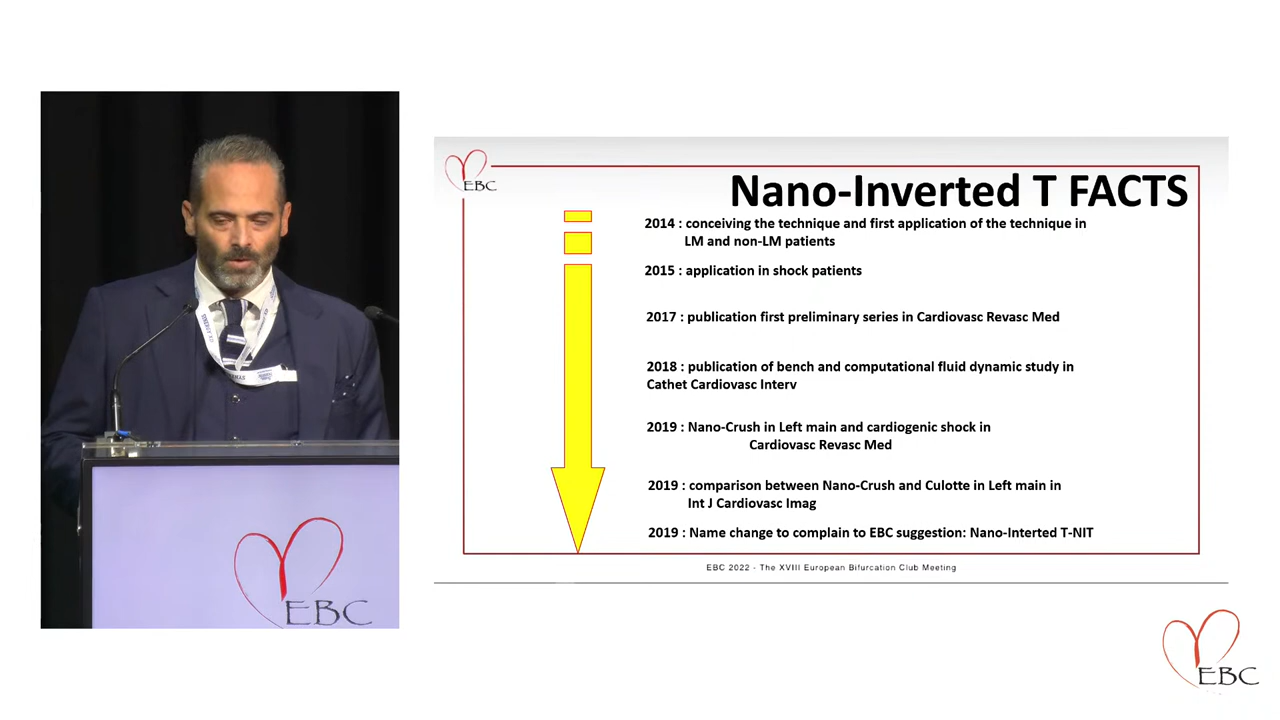 EBC
Nano-Inverted T FACTS
2014 : conceiving the technique and first application of the technique in
LM and non-LM patients
2015 : application in shock patients
2017 : publication first preliminary series in Cardiovasc Revasc Med
2018 : publication of bench and computational fluid dynamic study in
Cathet Cardiovasc Interv
2019 : Nano-Crush in Left main and cardiogenic shock in
Cardiovasc Revasc Med
2019 : comparison between Nano-Crush and Culotte in Left main in
Int J Cardiovasc Imag
2019 : Name change to complain to EBC suggestion: Nano-Interted T-NIT
EBC 2022 - The XVIII European Bifurcation Club Meeting
EBC
EBC